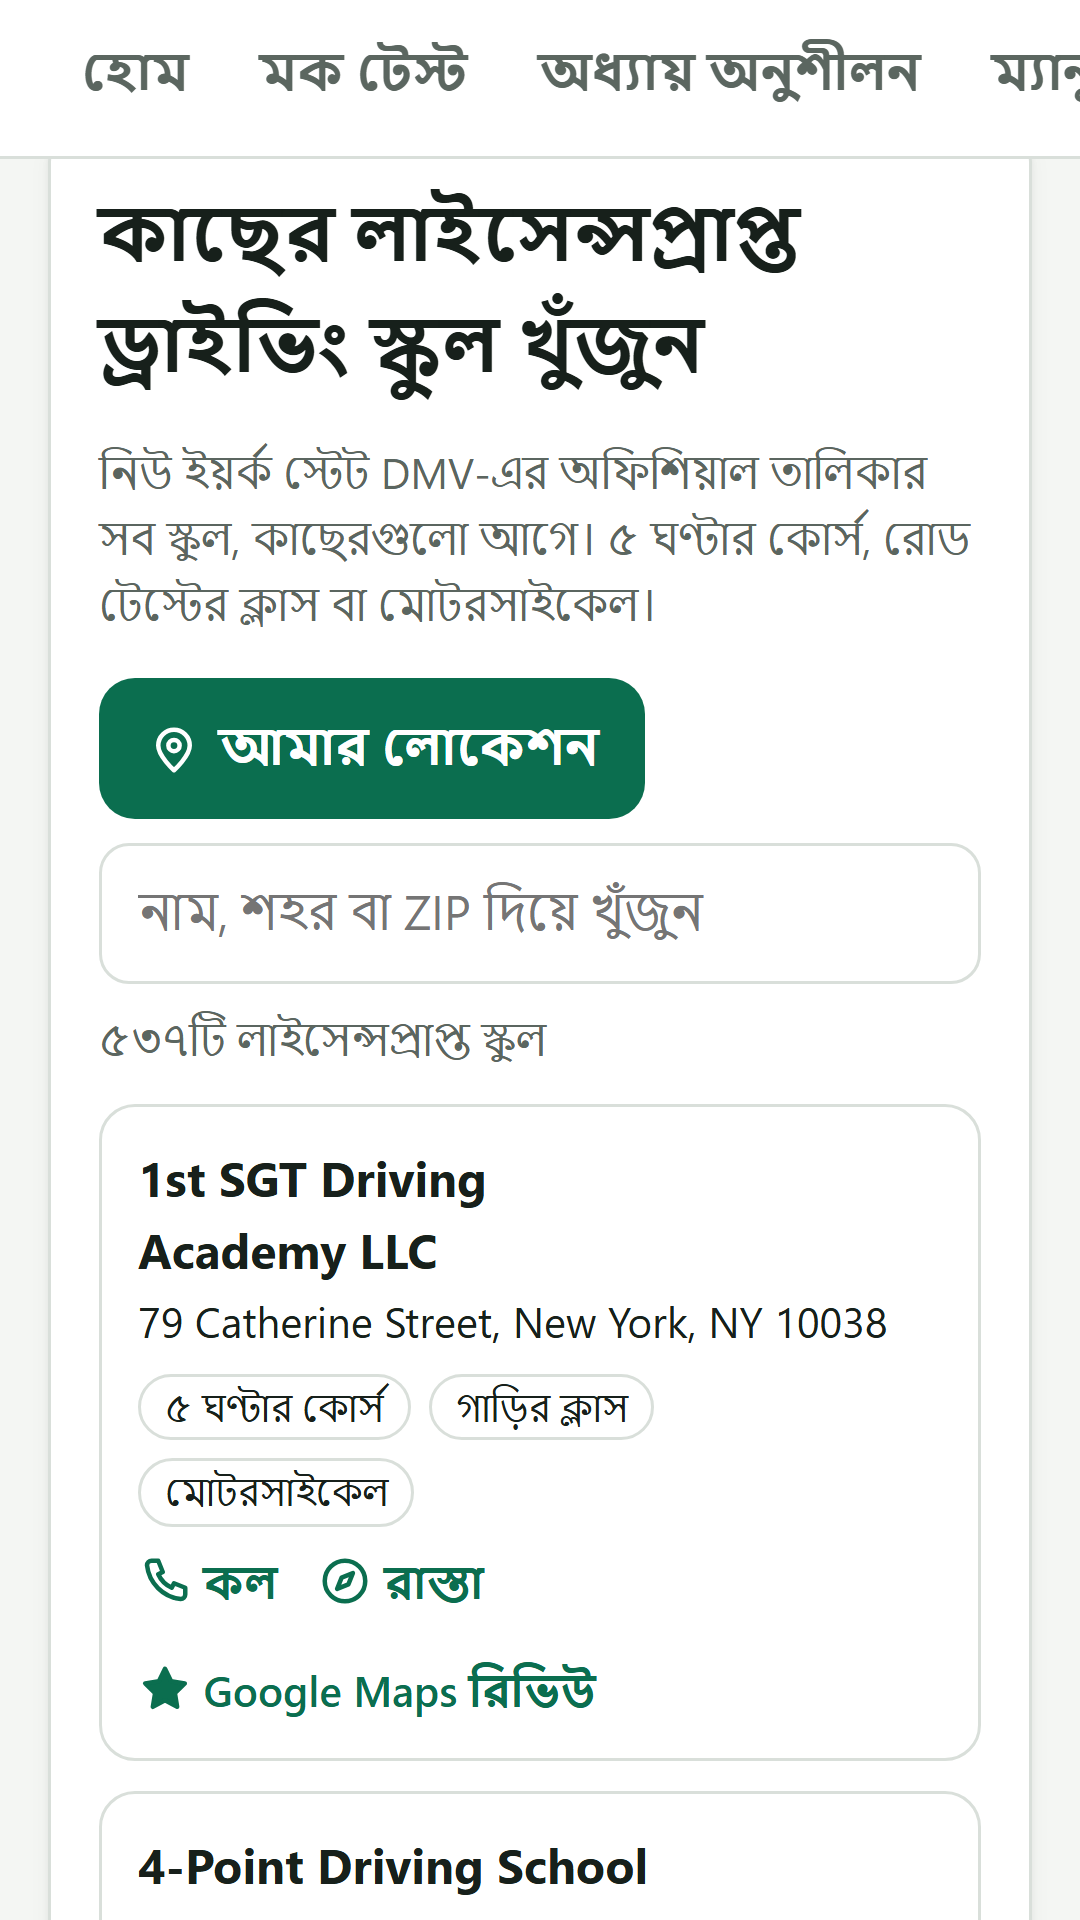 হোম মক টেস্ট অধ্যায় অনুশীলন
কাছের লাইসেন্সপ্রাপ্ত
ড্রাইভিং স্কুল খুঁজুন
নিউ ইয়র্ক স্টেট DMV-এর অফিশিয়াল তালিকার
সব স্কুল, কাছেরগুলো আগে। ৫ ঘণ্টার কোর্স, রোড
টেস্টের ক্লাস বা মোটরসাইকেল।
আমার লোকেশন
নাম, শহর বা ZIP দিয়ে খুঁজুন
৫৩৭টি লাইসেন্সপ্রাপ্ত স্কুল
1st SGT Driving
Academy LLC
79 Catherine Street, New York, NY 10038
৫ ঘণ্টার কোর্স গাড়ির ক্লাস
মোটরসাইকেল
কল রাস্তা
Google Maps রিভিউ
4-Point Driving School